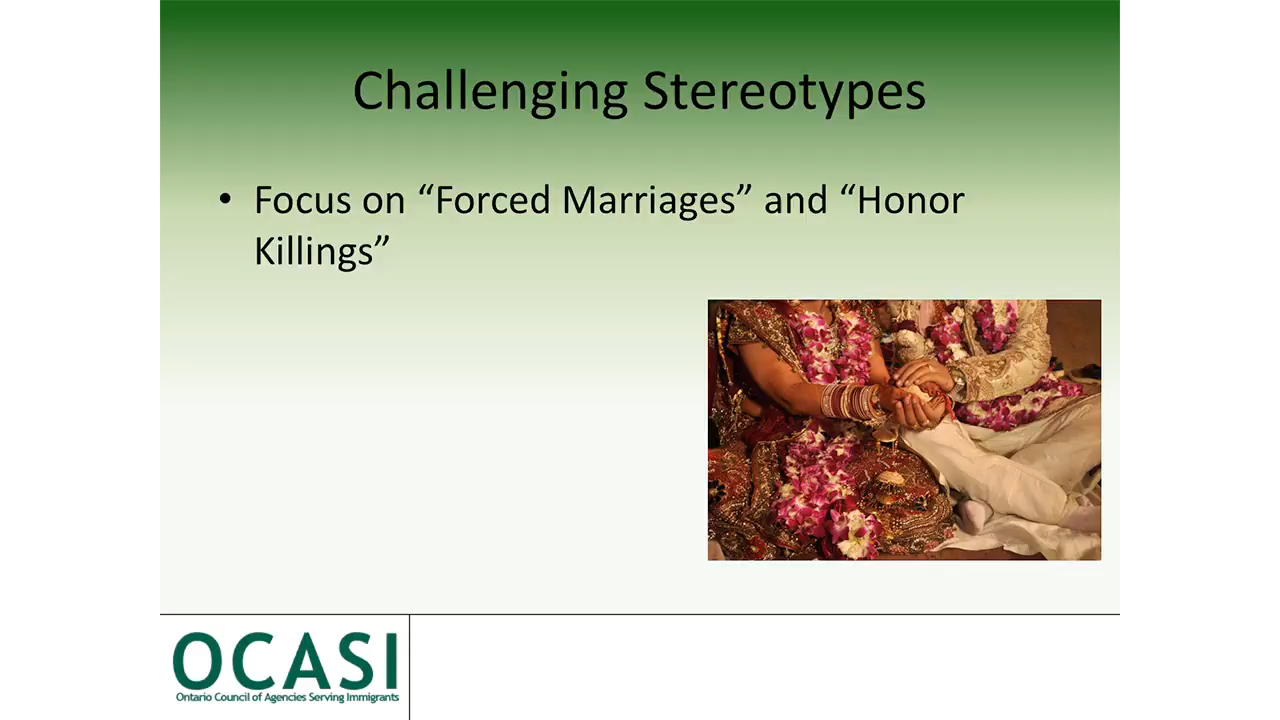 Challenging Stereotypes
• Focus on “Forced Marriages” and “Honor
Killings”
OCASI
Ontario Council of Agencies Serving Immigrants